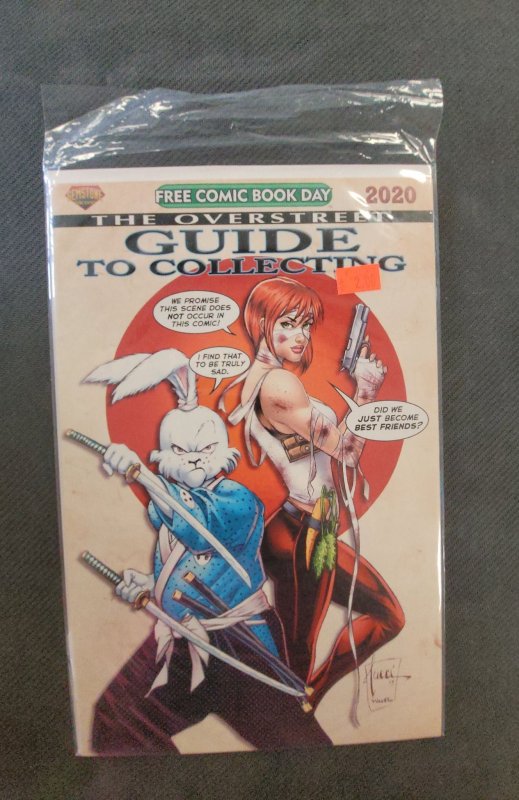 GEMSTONE
FREE COMIC BOOK DAY
2020
THE OVERSTREET
GUIDE
TO COLLECTING
WE PROMISE
THIS SCENE DOES
NOT OCCUR IN
THIS COMIC!
I FIND THAT
TO BE TRULY
SAD.
DID WE
JUST BECOME
BEST FRIENDS?